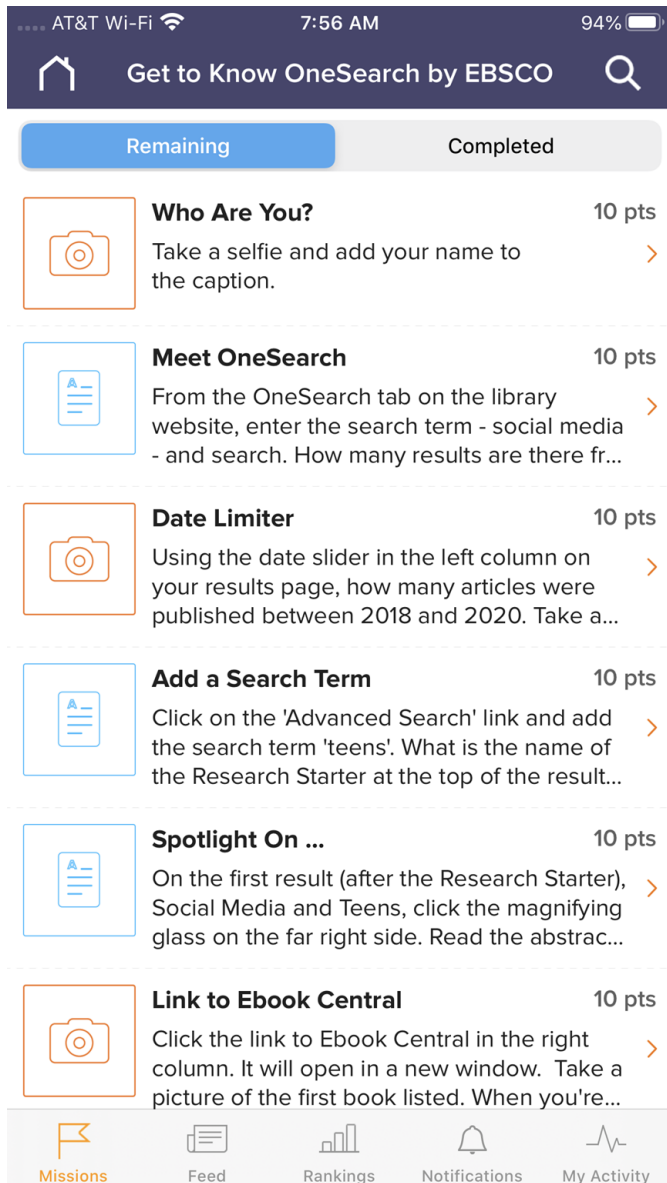 AT&T Wi-Fi 7:56 AM 94%
Get to Know OneSearch by EBSCO
Remaining Completed
Who Are You? 10 pts
Take a selfie and add your name to
the caption.
Meet OneSearch 10 pts
From the OneSearch tab on the library
website, enter the search term - social media
- and search. How many results are there fr...
Date Limiter 10 pts
Using the date slider in the left column on
your results page, how many articles were
published between 2018 and 2020. Take a...
Add a Search Term 10 pts
Click on the 'Advanced Search' link and add
the search term 'teens'. What is the name of
the Research Starter at the top of the result...
Spotlight On ... 10 pts
On the first result (after the Research Starter),
Social Media and Teens, click the magnifying
glass on the far right side. Read the abstrac...
Link to Ebook Central 10 pts
Click the link to Ebook Central in the right
column. It will open in a new window.  Take a
picture of the first book listed. When you're...
Missions Feed Rankings Notifications My Activity